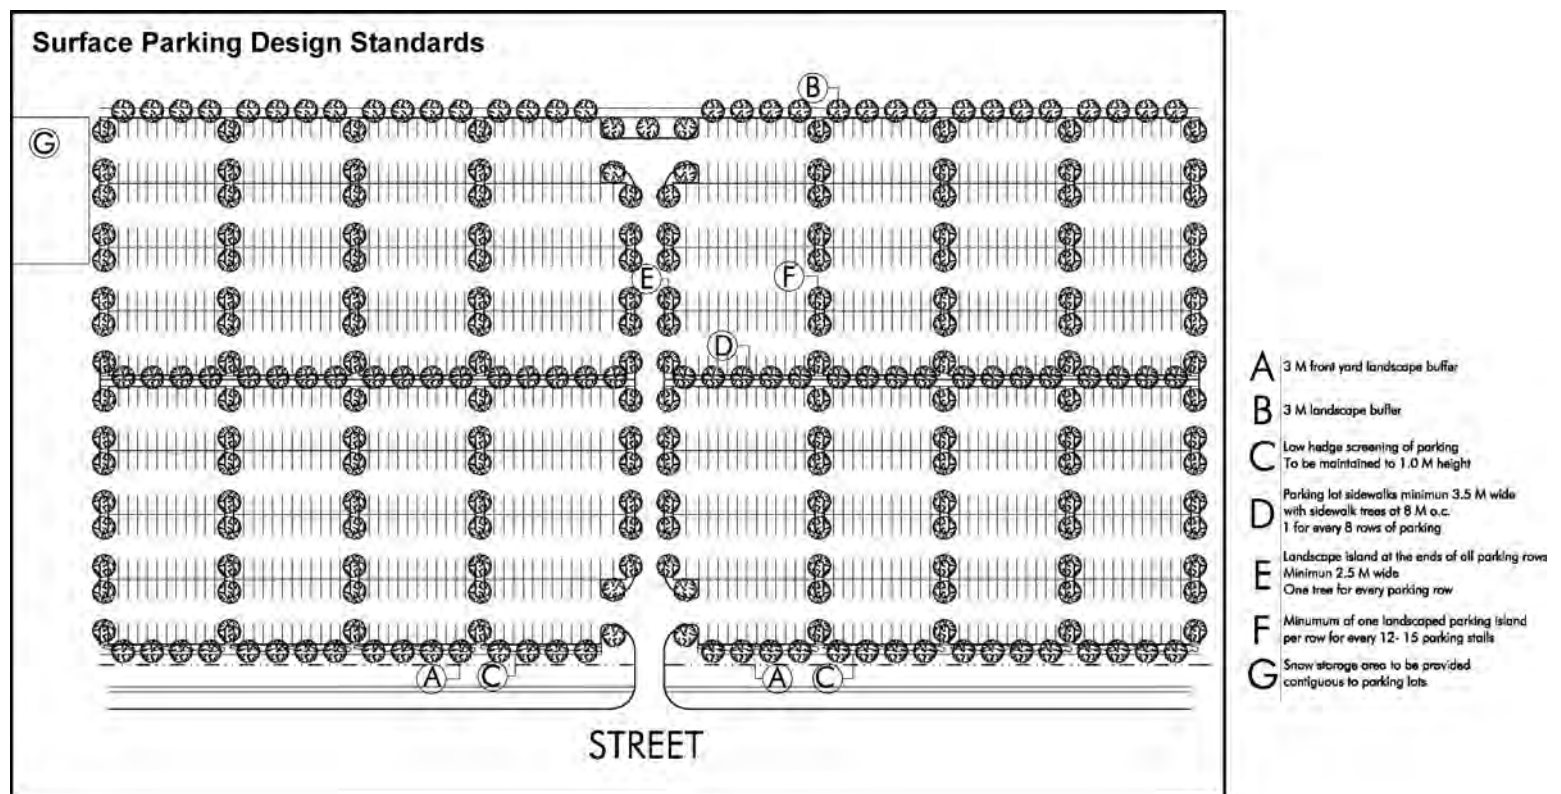 Surface Parking Design Standards
B
G
E
F
D
A
C
A
C
STREET
A
3 M front yard landscape buffer
B
3 M landscape buffer
C
Low hedge screening of parking
To be maintained to 1.0 M height
D
Parking lot sidewalks minimun 3.5 M wide
with sidewalk trees at 8 M o.c.
1 for every 8 rows of parking
E
Landscape island at the ends of all parking rows
Minimun 2.5 M wide
One tree for every parking row
F
Minumum of one landscaped parking island
per row for every 12- 15 parking stalls
G
Snow storage area to be provided
contiguous to parking lots